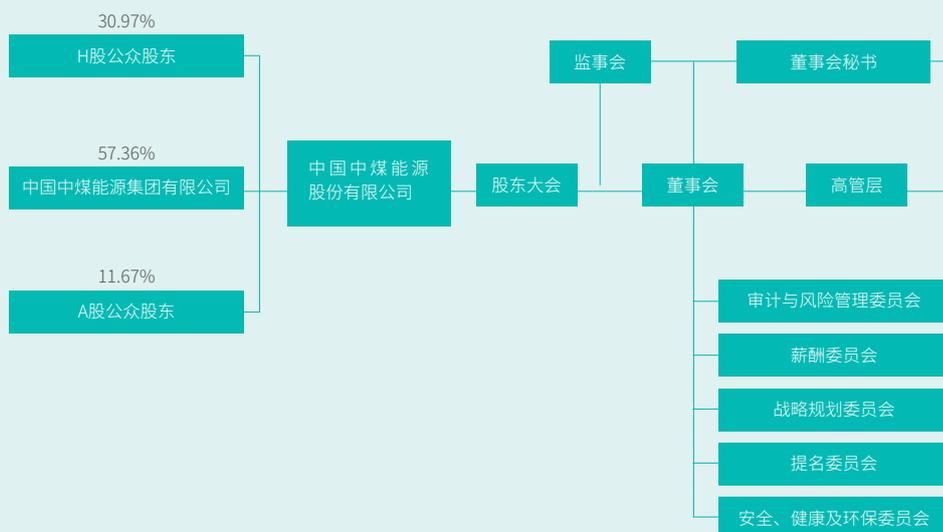 30.97%
H股公众股东
57.36%
中国中煤能源集团有限公司
11.67%
A股公众股东
中国中煤能源
股份有限公司
股东大会
监事会
董事会
董事会秘书
高管层
审计与风险管理委员会
薪酬委员会
战略规划委员会
提名委员会
安全、健康及环保委员会